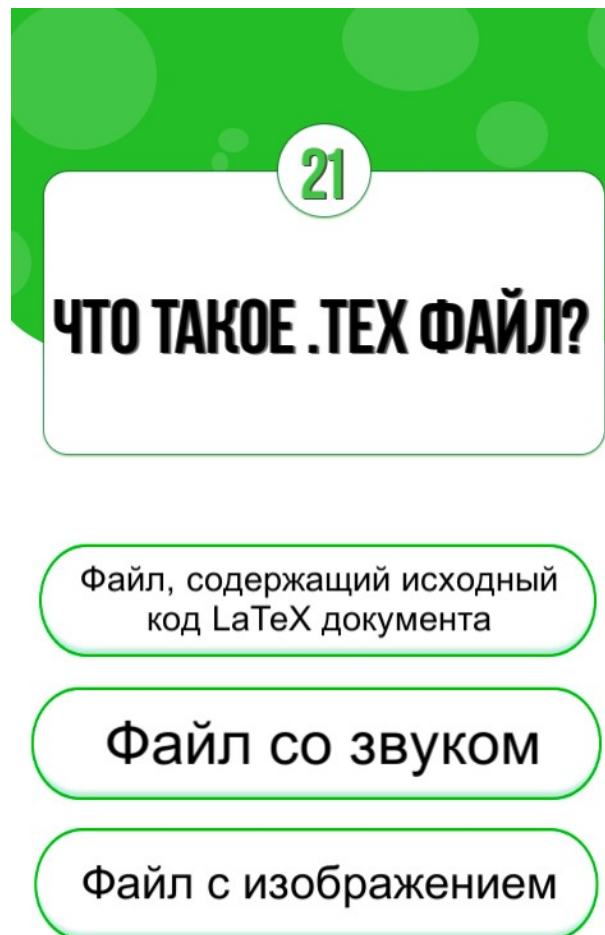 21
ЧТО ТАКОЕ .TEX ФАЙЛ?
Файл, содержащий исходный
код LaTeX документа
Файл со звуком
Файл с изображением